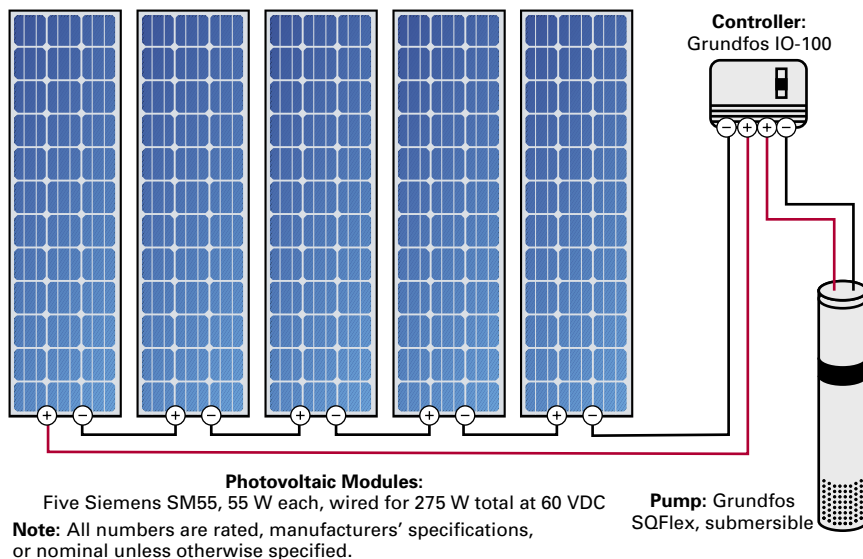 Controller:
Grundfos IO-100
− + + −
+ − + − + − + − + −
Photovoltaic Modules:
Five Siemens SM55, 55 W each, wired for 275 W total at 60 VDC
Note: All numbers are rated, manufacturers’ specifications,
or nominal unless otherwise specified.
Pump: Grundfos
SQFlex, submersible